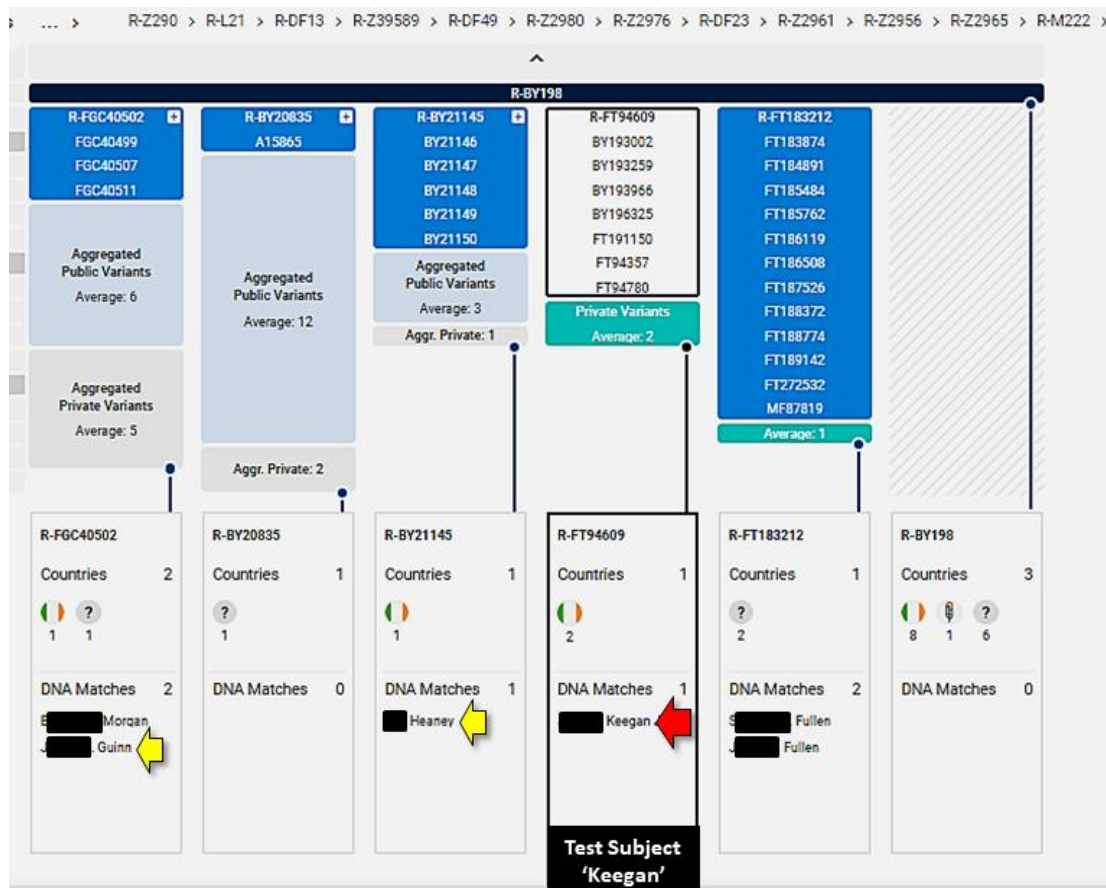 ... > R-Z290 > R-L21 > R-DF13 > R-Z39589 > R-DF49 > R-Z2980 > R-Z2976 > R-DF23 > R-Z2961 > R-Z2956 > R-Z2965 > R-M222 >
R-BY198
R-FGC40502
FGC40499
FGC40507
FGC40511
Aggregated
Public Variants
Average: 6
Aggregated
Private Variants
Average: 5
R-BY20835
A15865
Aggregated
Public Variants
Average: 12
Aggr. Private: 2
R-BY21145
BY21146
BY21147
BY21148
BY21149
BY21150
Aggregated
Public Variants
Average: 3
Aggr. Private: 1
R-FT94609
BY193002
BY193259
BY193966
BY196325
FT191150
FT94357
FT94780
Private Variants
Average: 2
R-FT183212
FT183874
FT184891
FT185484
FT185762
FT186119
FT186508
FT187526
FT188372
FT188774
FT189142
FT272532
MF87819
Average: 1
R-FGC40502
Countries 2
?
1 1
DNA Matches 2
E Morgan
J . Guinn
R-BY20835
Countries 1
?
1
DNA Matches 0
R-BY21145
Countries 1
1
DNA Matches 1
Heaney
R-FT94609
Countries 1
2
DNA Matches 1
Keegan
Test Subject
‘Keegan’
R-FT183212
Countries 1
?
2
DNA Matches 2
S . Fullen
J Fullen
R-BY198
Countries 3
?
8 1 6
DNA Matches 0